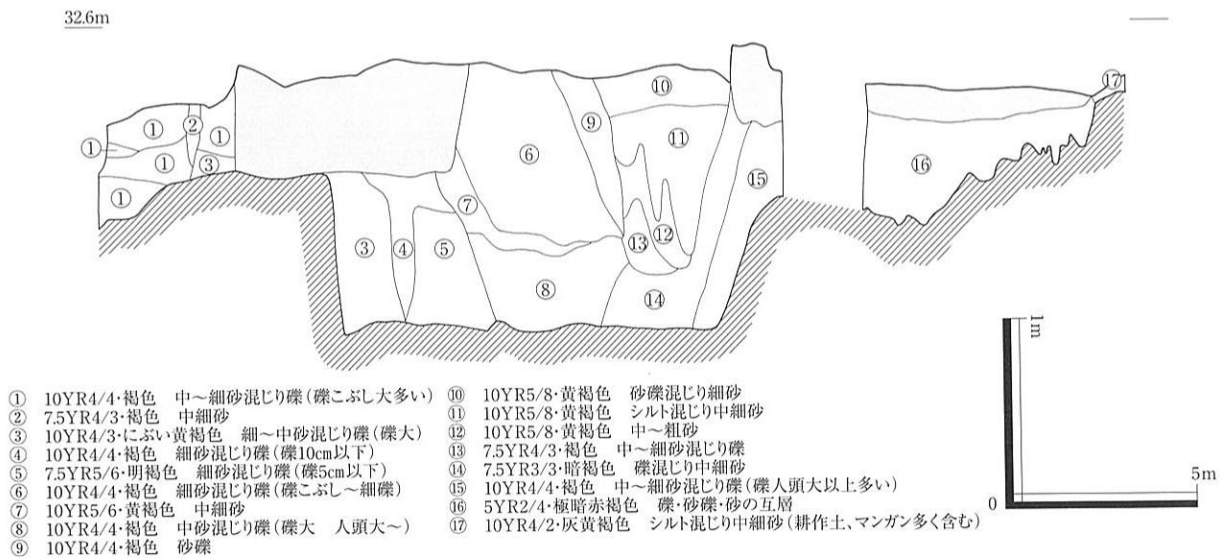 32.6m
⑰
⑩
② ① ①
⑨
① ⑪
① ⑥
③ ⑯
⑮
①
⑦
⑬ ⑫
③ ④ ⑤
⑧
⑭
1m
5m
0
① 10YR4/4・褐色 中〜細砂混じり礫(礫こぶし大多い)
② 7.5YR4/3・褐色 中細砂
③ 10YR4/3・にぶい黄褐色 細〜中砂混じり礫(礫大)
④ 10YR4/4・褐色 細砂混じり礫(礫10cm以下)
⑤ 7.5YR5/6・明褐色 細砂混じり礫(礫5cm以下)
⑥ 10YR4/4・褐色 細砂混じり礫(礫こぶし〜細礫)
⑦ 10YR5/6・黄褐色 中細砂
⑧ 10YR4/4・褐色 中砂混じり礫(礫大 人頭大〜)
⑨ 10YR4/4・褐色 砂礫
⑩ 10YR5/8・黄褐色 砂礫混じり細砂
⑪ 10YR5/8・黄褐色 シルト混じり中細砂
⑫ 10YR5/8・黄褐色 中〜粗砂
⑬ 7.5YR4/3・褐色 中〜細砂混じり礫
⑭ 7.5YR3/3・暗褐色 礫混じり中細砂
⑮ 10YR4/4・褐色 中〜細砂混じり礫(礫人頭大以上多い)
⑯ 5YR2/4・極暗赤褐色 礫・砂礫・砂の互層
⑰ 10YR4/2・灰黄褐色 シルト混じり中細砂(耕作土、マンガン多く含む)